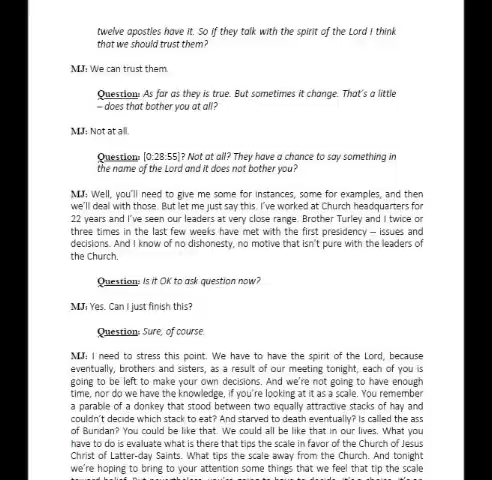 twelve apostles have it. So if they talk with the spirit of the Lord I think
that we should trust them?
MJ: We can trust them.
Question: As far as they is true. But sometimes it change. That's a little
– does that bother you at all?
MJ: Not at all.
Question: [0:28:55]? Not at all? They have a chance to say something in
the name of the Lord and it does not bother you?
MJ: Well, you'll need to give me some for instances, some for examples, and then
we'll deal with those. But let me just say this. I've worked at Church headquarters for
22 years and I've seen our leaders at very close range. Brother Turley and I twice or
three times in the last few weeks have met with the first presidency – issues and
decisions. And I know of no dishonesty, no motive that isn't pure with the leaders of
the Church.
Question: Is it OK to ask question now?
MJ: Yes. Can I just finish this?
Question: Sure, of course.
MJ: I need to stress this point. We have to have the spirit of the Lord, because
eventually, brothers and sisters, as a result of our meeting tonight, each of you is
going to be left to make your own decisions. And we're not going to have enough
time, nor do we have the knowledge, if you're looking at it as a scale. You remember
a parable of a donkey that stood between two equally attractive stacks of hay and
couldn't decide which stack to eat? And starved to death eventually? Is called the ass
of Bundan? You could be like that. We could all be like that in our lives. What you
have to do is evaluate what is there that tips the scale in favor of the Church of Jesus
Christ of Latter-day Saints. What tips the scale away from the Church. And tonight
we're hoping to bring to your attention some things that we feel that tip the scale